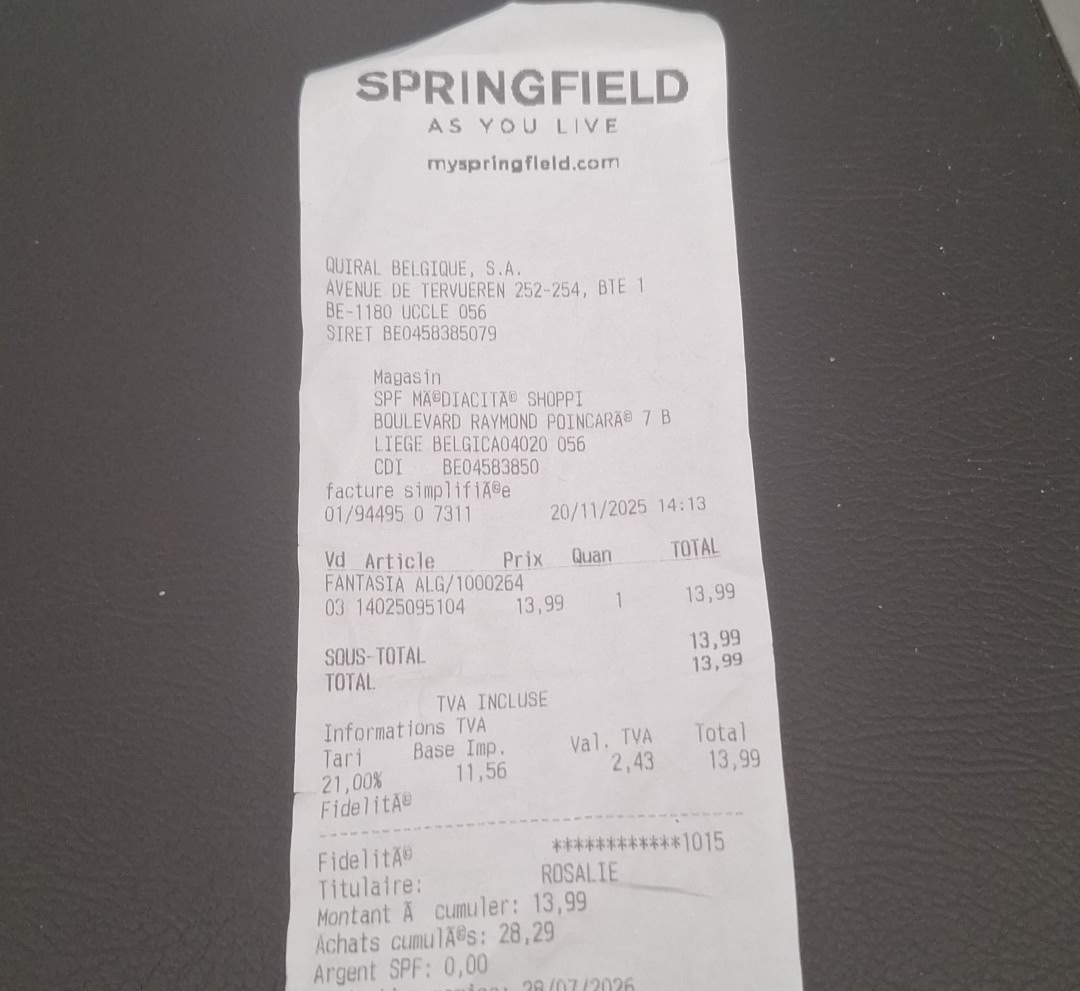 SPRINGFIELD
AS YOU LIVE
myspringfield.com
QUIRAL BELGIQUE, S.A.
AVENUE DE TERVUEREN 252-254, BTE 1
BE-1180 UCCLE 056
SIRET BE0458385079
Magasin
SPF MÃ©DIACITÃ© SHOPPI
BOULEVARD RAYMOND POINCARÃ© 7 B
LIEGE BELGICA04020 056
CDI BE04583850
facture simplifiÃ©e
01/94495 0 7311 20/11/2025 14:13
Vd Article Prix Quan TOTAL
FANTASIA ALG/1000264
03 14025095104 13,99 1 13,99
SOUS-TOTAL 13,99
TOTAL 13,99
TVA INCLUSE
Informations TVA
Tari Base Imp. Val. TVA Total
21,00% 11,56 2,43 13,99
FidelitÃ©
FidelitÃ© ************1015
Titulaire: ROSALIE
Montant Ã cumuler: 13,99
Achats cumulÃ©s: 28,29
Argent SPF: 0,00
28/07/2026